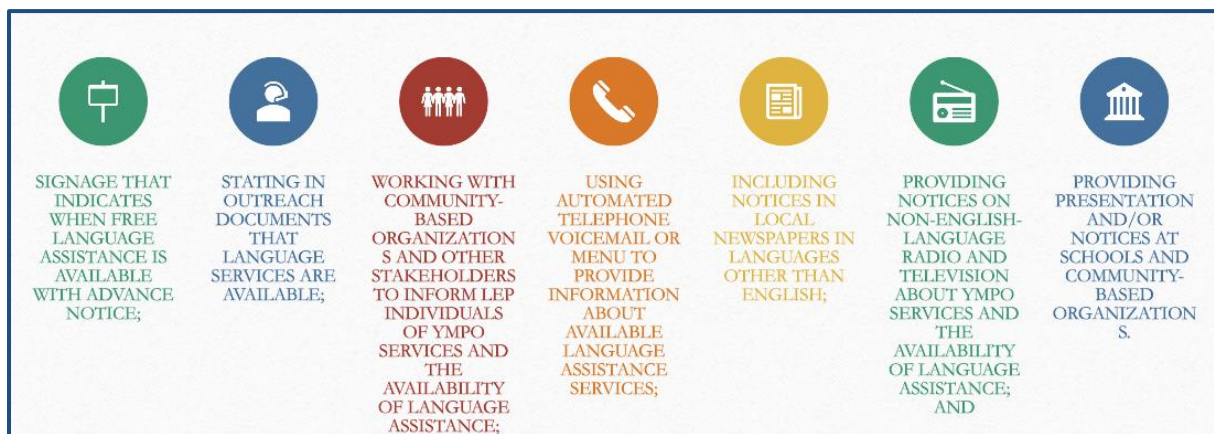 SIGNAGE THAT
INDICATES
WHEN FREE
LANGUAGE
ASSISTANCE IS
AVAILABLE
WITH ADVANCE
NOTICE;
STATING IN
OUTREACH
DOCUMENTS
THAT
LANGUAGE
SERVICES ARE
AVAILABLE;
WORKING WITH
COMMUNITY-
BASED
ORGANIZATION
S AND OTHER
STAKEHOLDERS
TO INFORM LEP
INDIVIDUALS
OF YMPO
SERVICES AND
THE
AVAILABILITY
OF LANGUAGE
ASSISTANCE;
USING
AUTOMATED
TELEPHONE
VOICEMAIL OR
MENU TO
PROVIDE
INFORMATION
ABOUT
AVAILABLE
LANGUAGE
ASSISTANCE
SERVICES;
INCLUDING
NOTICES IN
LOCAL
NEWSPAPERS IN
LANGUAGES
OTHER THAN
ENGLISH;
PROVIDING
NOTICES ON
NON-ENGLISH-
LANGUAGE
RADIO AND
TELEVISION
ABOUT YMPO
SERVICES AND
THE
AVAILABILITY
OF LANGUAGE
ASSISTANCE;
AND
PROVIDING
PRESENTATION
AND/OR
NOTICES AT
SCHOOLS AND
COMMUNITY-
BASED
ORGANIZATION
S.